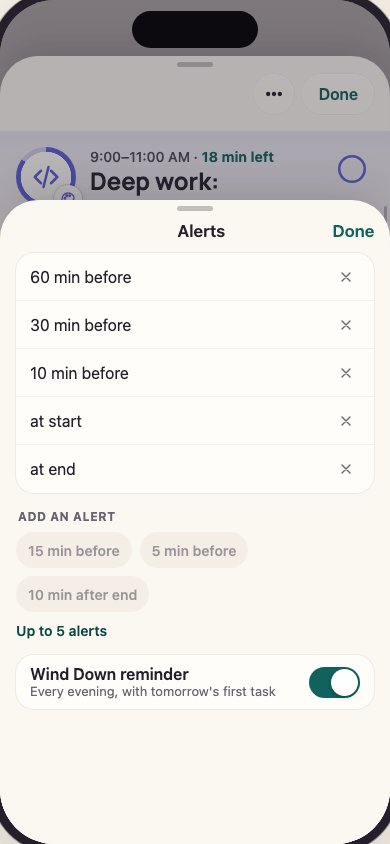 Done
9:00–11:00 AM · 18 min left
Deep work:
Alerts
Done
60 min before
30 min before
10 min before
at start
at end
ADD AN ALERT
15 min before
5 min before
10 min after end
Up to 5 alerts
Wind Down reminder
Every evening, with tomorrow's first task